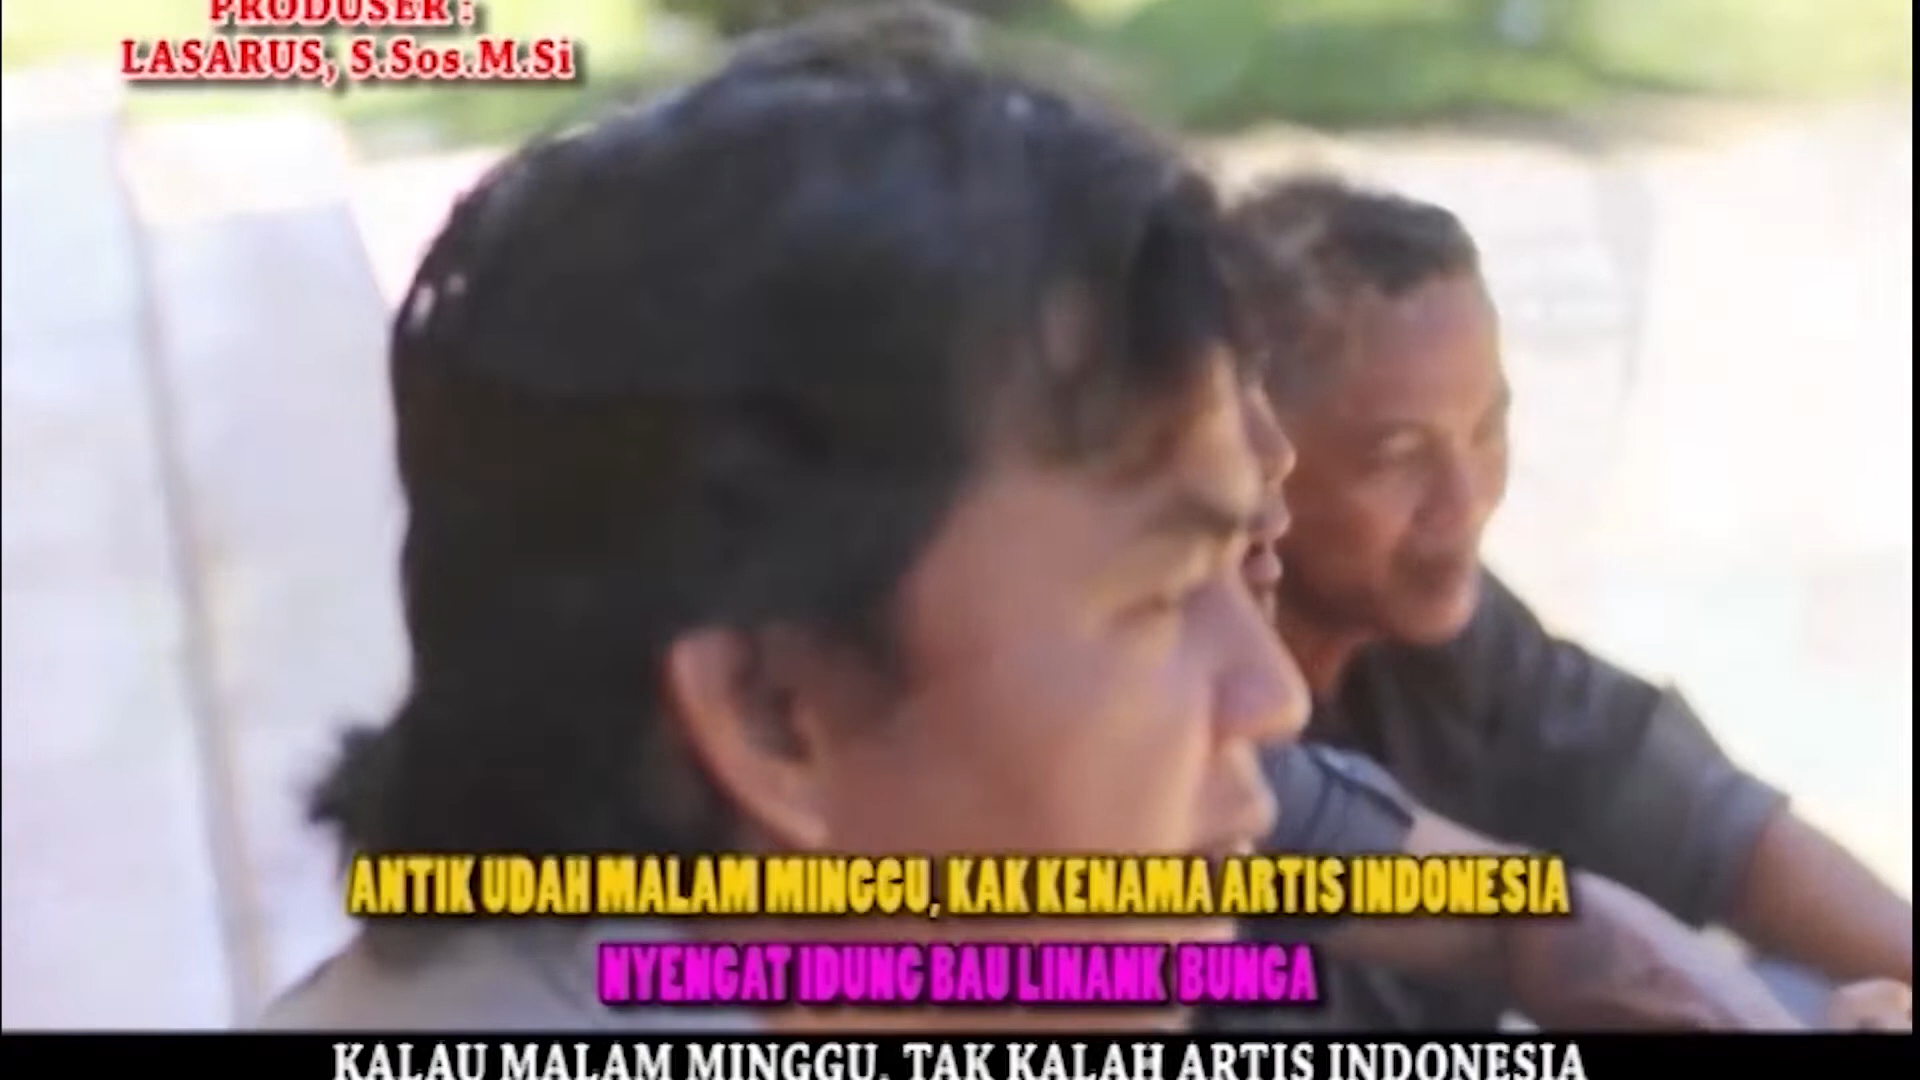 PRODUSER :
LASARUS, S.Sos.M.Si
ANTIK UDAH MALAM MINGGU, KAK KENAMA ARTIS INDONESIA
NYENGAT IDUNG BAU LINANK BUNGA
KALAU MALAM MINGGU, TAK KALAH ARTIS INDONESIA